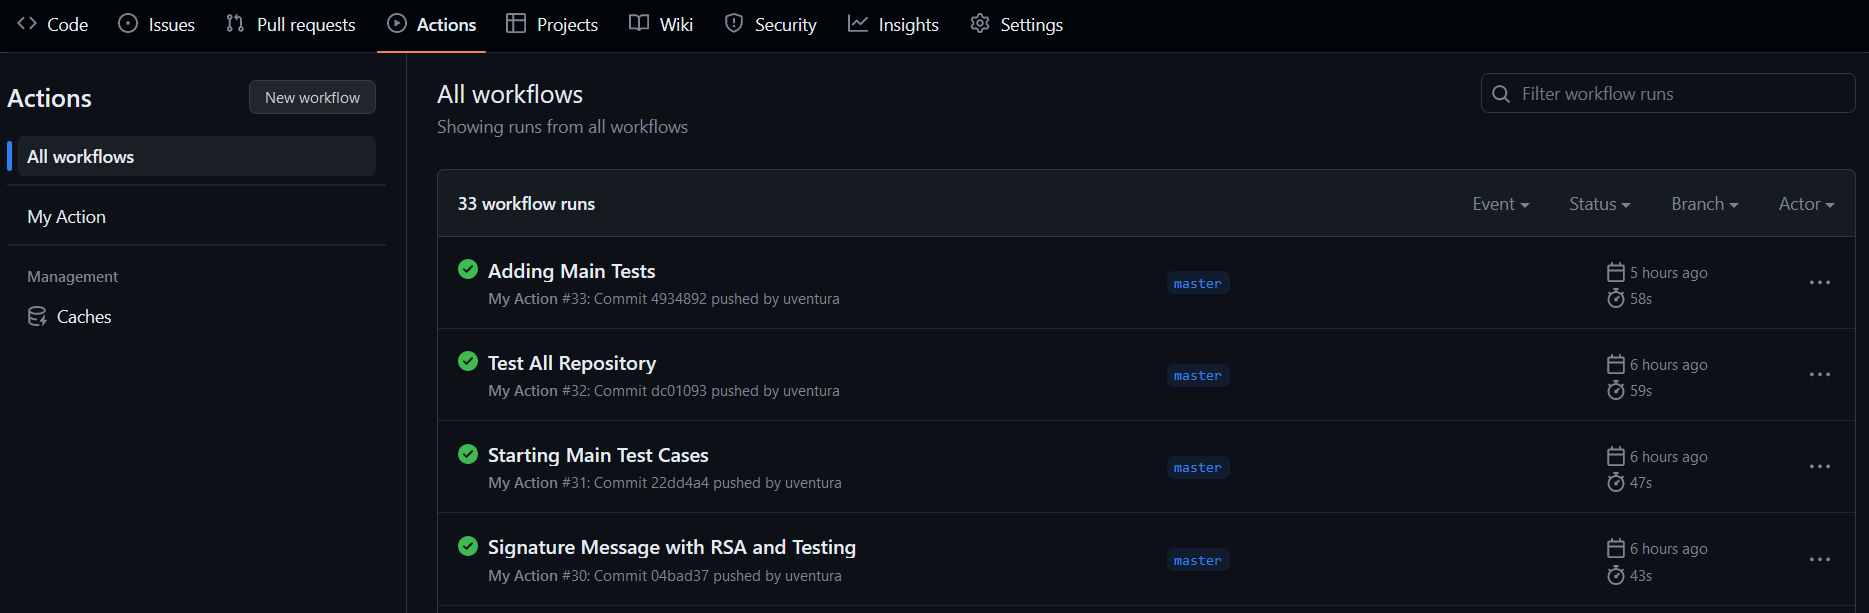 Code Issues Pull requests Actions Projects Wiki Security Insights Settings
Actions
New workflow
All workflows
My Action
Management
Caches
All workflows
Showing runs from all workflows
Filter workflow runs
33 workflow runs
Event Status Branch Actor
Adding Main Tests
My Action #33: Commit 4934892 pushed by uventura
master
5 hours ago
58s
Test All Repository
My Action #32: Commit dc01093 pushed by uventura
master
6 hours ago
59s
Starting Main Test Cases
My Action #31: Commit 22dd4a4 pushed by uventura
master
6 hours ago
47s
Signature Message with RSA and Testing
My Action #30: Commit 04bad37 pushed by uventura
master
6 hours ago
43s